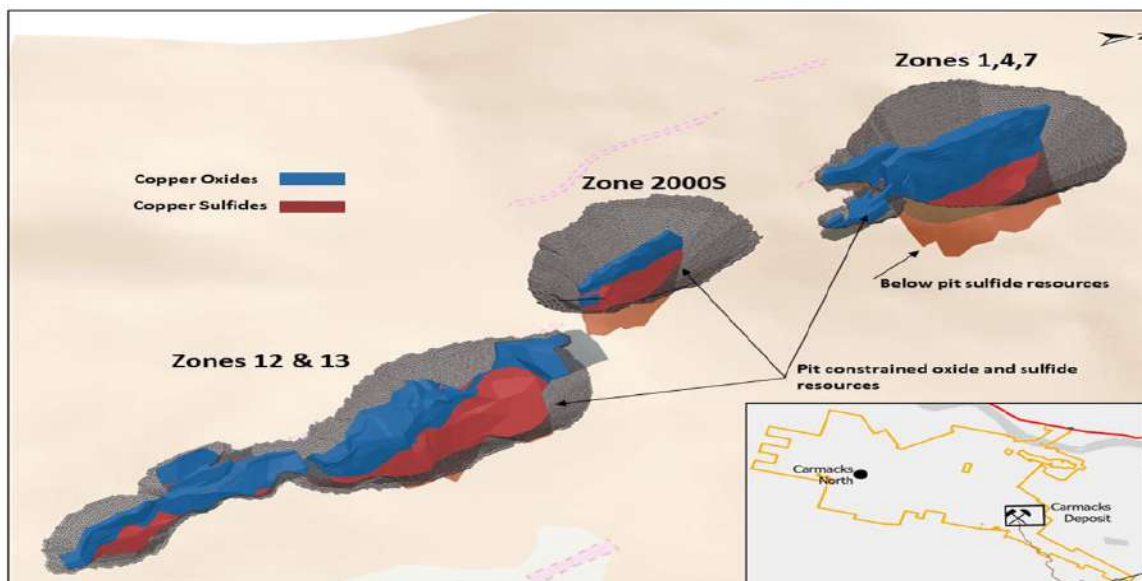 Zones 1,4,7
Copper Oxides
Copper Sulfides
Zone 2000S
Below pit sulfide resources
Zones 12 & 13
Pit constrained oxide and sulfide
resources
Carmacks
North
Carmacks
Deposit